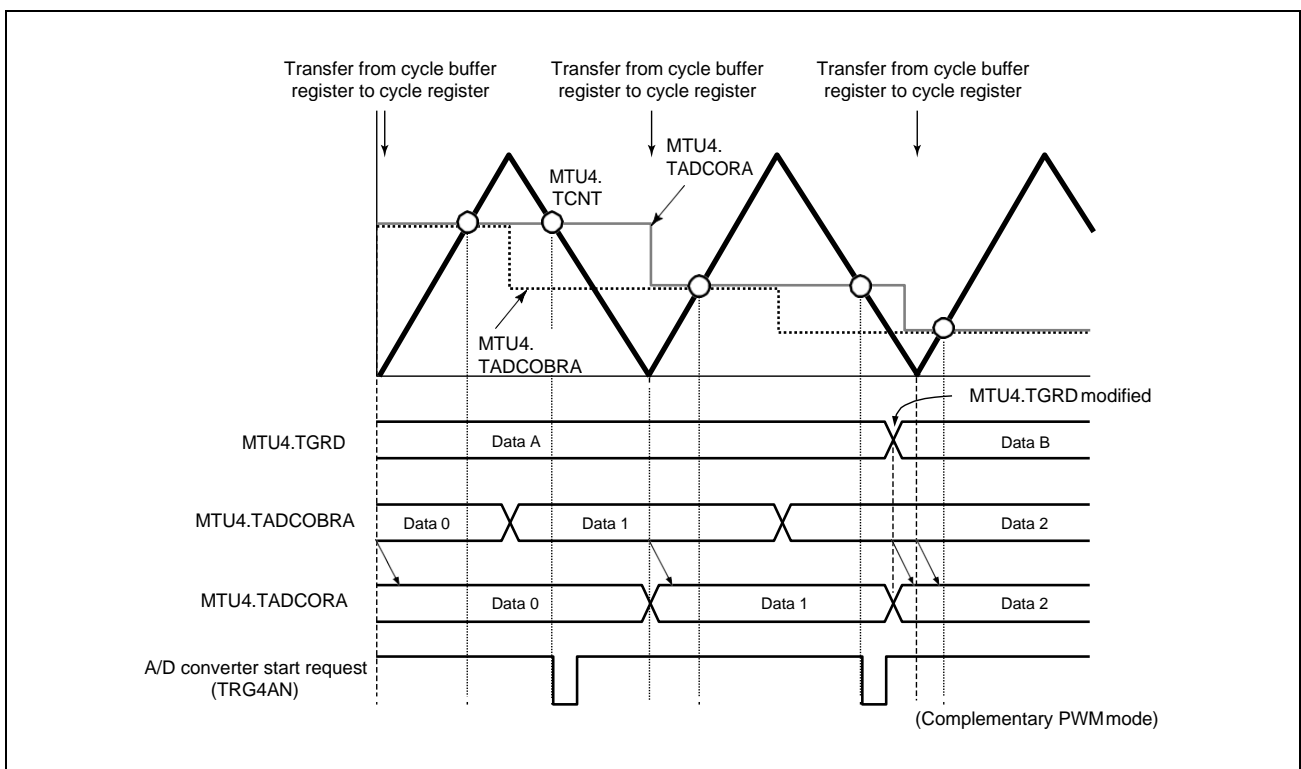 Transfer from cycle buffer
register to cycle register
Transfer from cycle buffer
register to cycle register
Transfer from cycle buffer
register to cycle register
MTU4.
TCNT
MTU4.
TADCORA
MTU4.
TADCOBRA
MTU4.TGRD modified
MTU4.TGRD
Data A
Data B
MTU4.TADCOBRA
Data 0
Data 1
Data 2
MTU4.TADCORA
Data 0
Data 1
Data 2
A/D converter start request
(TRG4AN)
(Complementary PWM mode)